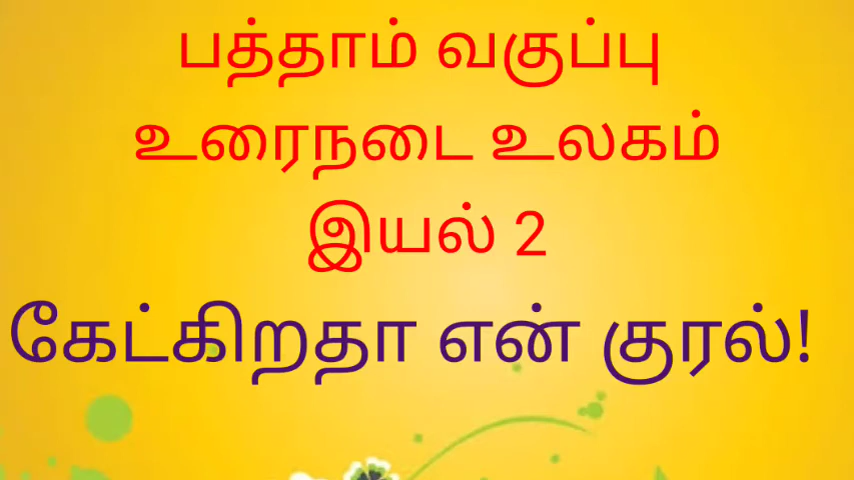 பத்தாம் வகுப்பு
உரைநடை உலகம்
இயல் 2
கேட்கிறதா என் குரல்!